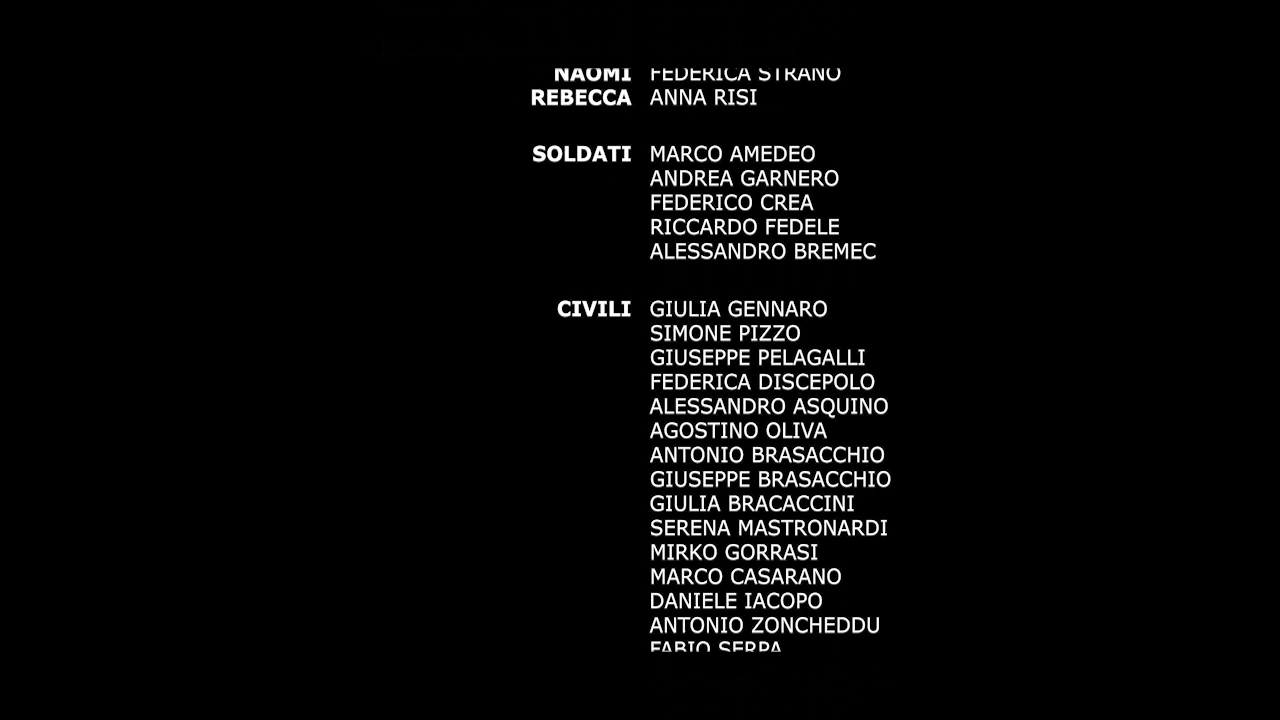 NAOMI FEDERICA STRANO
REBECCA ANNA RISI
SOLDATI MARCO AMEDEO
ANDREA GARNERO
FEDERICO CREA
RICCARDO FEDELE
ALESSANDRO BREMEC
CIVILI GIULIA GENNARO
SIMONE PIZZO
GIUSEPPE PELAGALLI
FEDERICA DISCEPOLO
ALESSANDRO ASQUINO
AGOSTINO OLIVA
ANTONIO BRASACCHIO
GIUSEPPE BRASACCHIO
GIULIA BRACACCINI
SERENA MASTRONARDI
MIRKO GORRASI
MARCO CASARANO
DANIELE IACOPO
ANTONIO ZONCHEDDU
FABIO SERPA